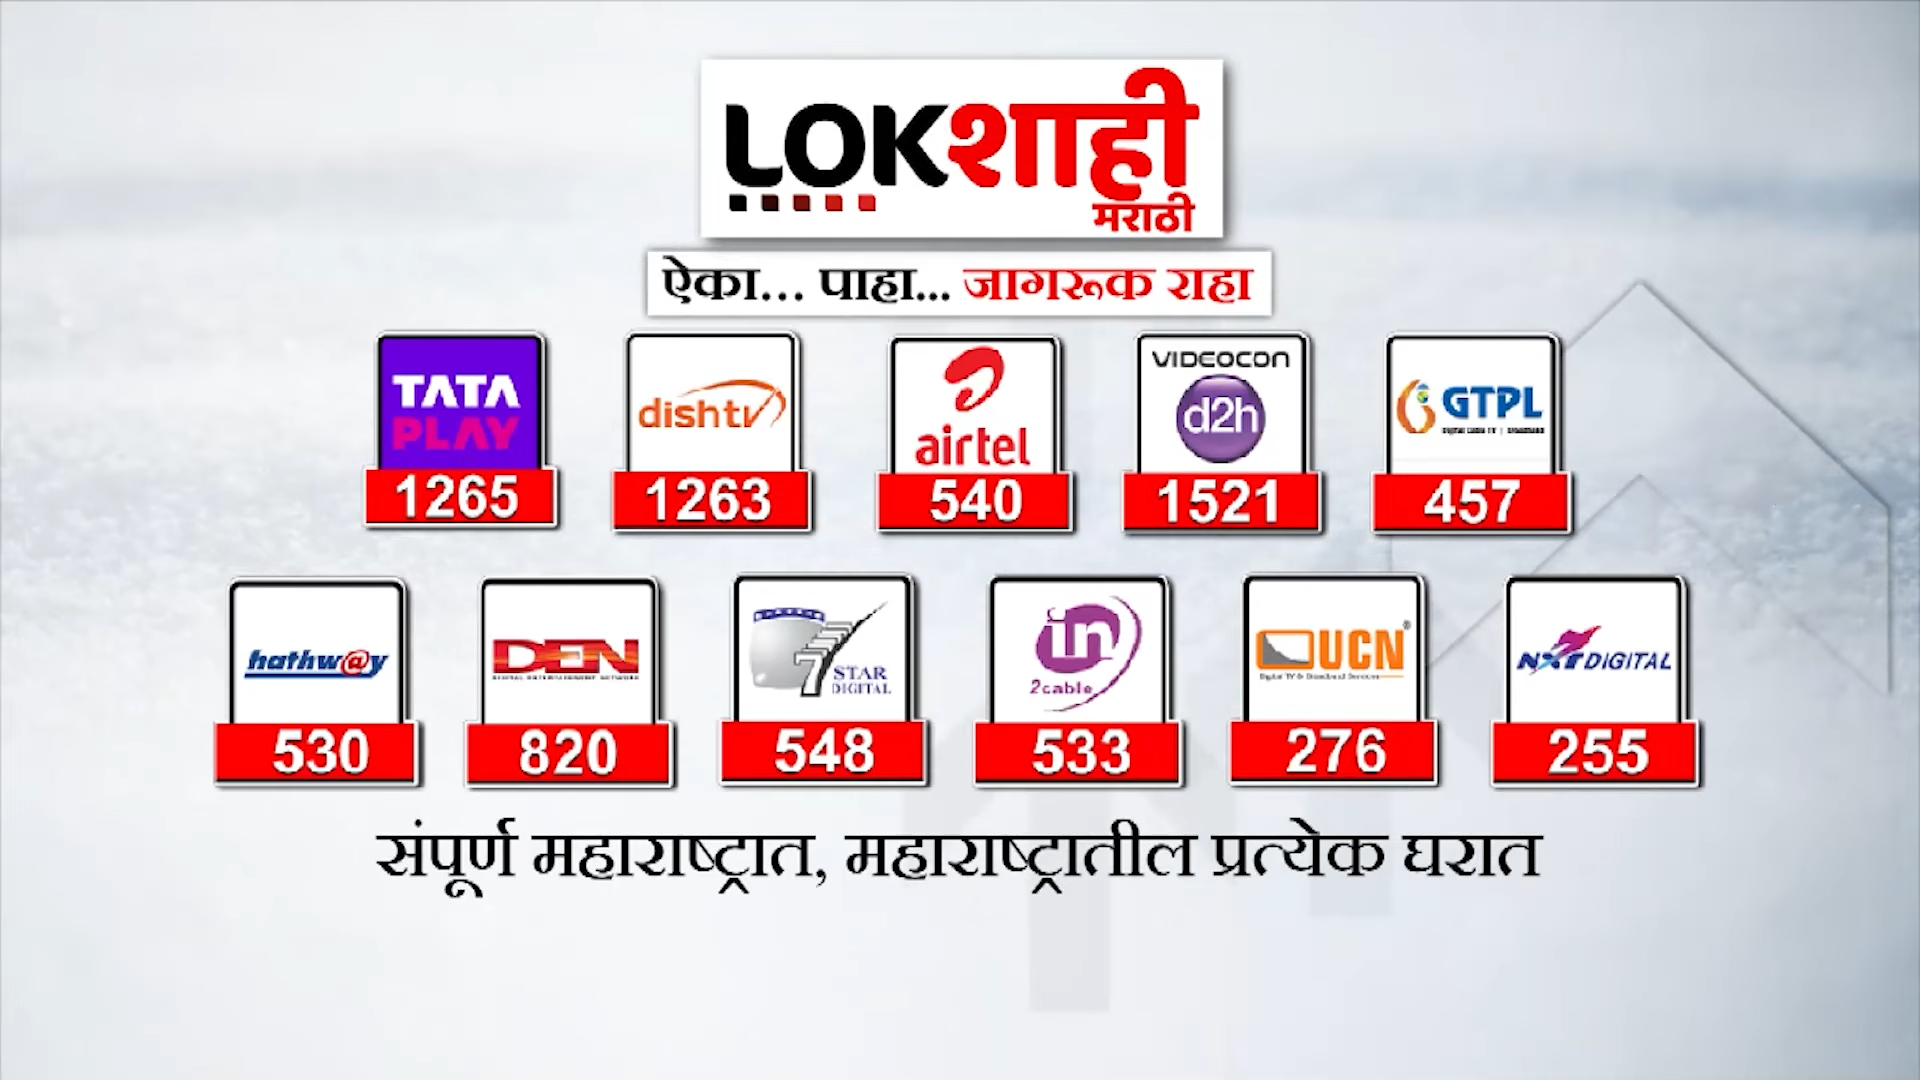 LOKशाही
मराठी
ऐका... पाहा... जागरूक राहा
TATA PLAY
dishtv
airtel
VIDEOCON d2h
GTPL
1265
1263
540
1521
457
hathw@y
DEN
7 STAR DIGITAL
in 2cable
UCN
NXT DIGITAL
530
820
548
533
276
255
संपूर्ण महाराष्ट्रात, महाराष्ट्रातील प्रत्येक घरात